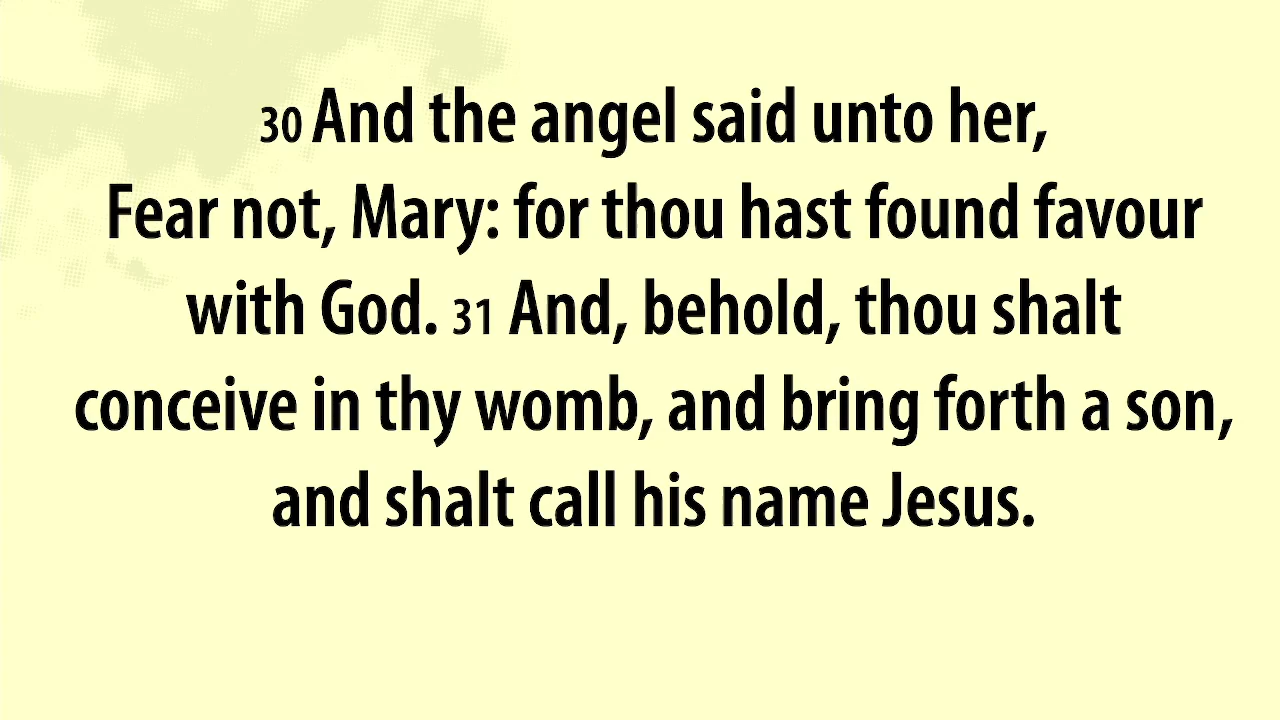 30 And the angel said unto her,
Fear not, Mary: for thou hast found favour
with God. 31 And, behold, thou shalt
conceive in thy womb, and bring forth a son,
and shalt call his name Jesus.